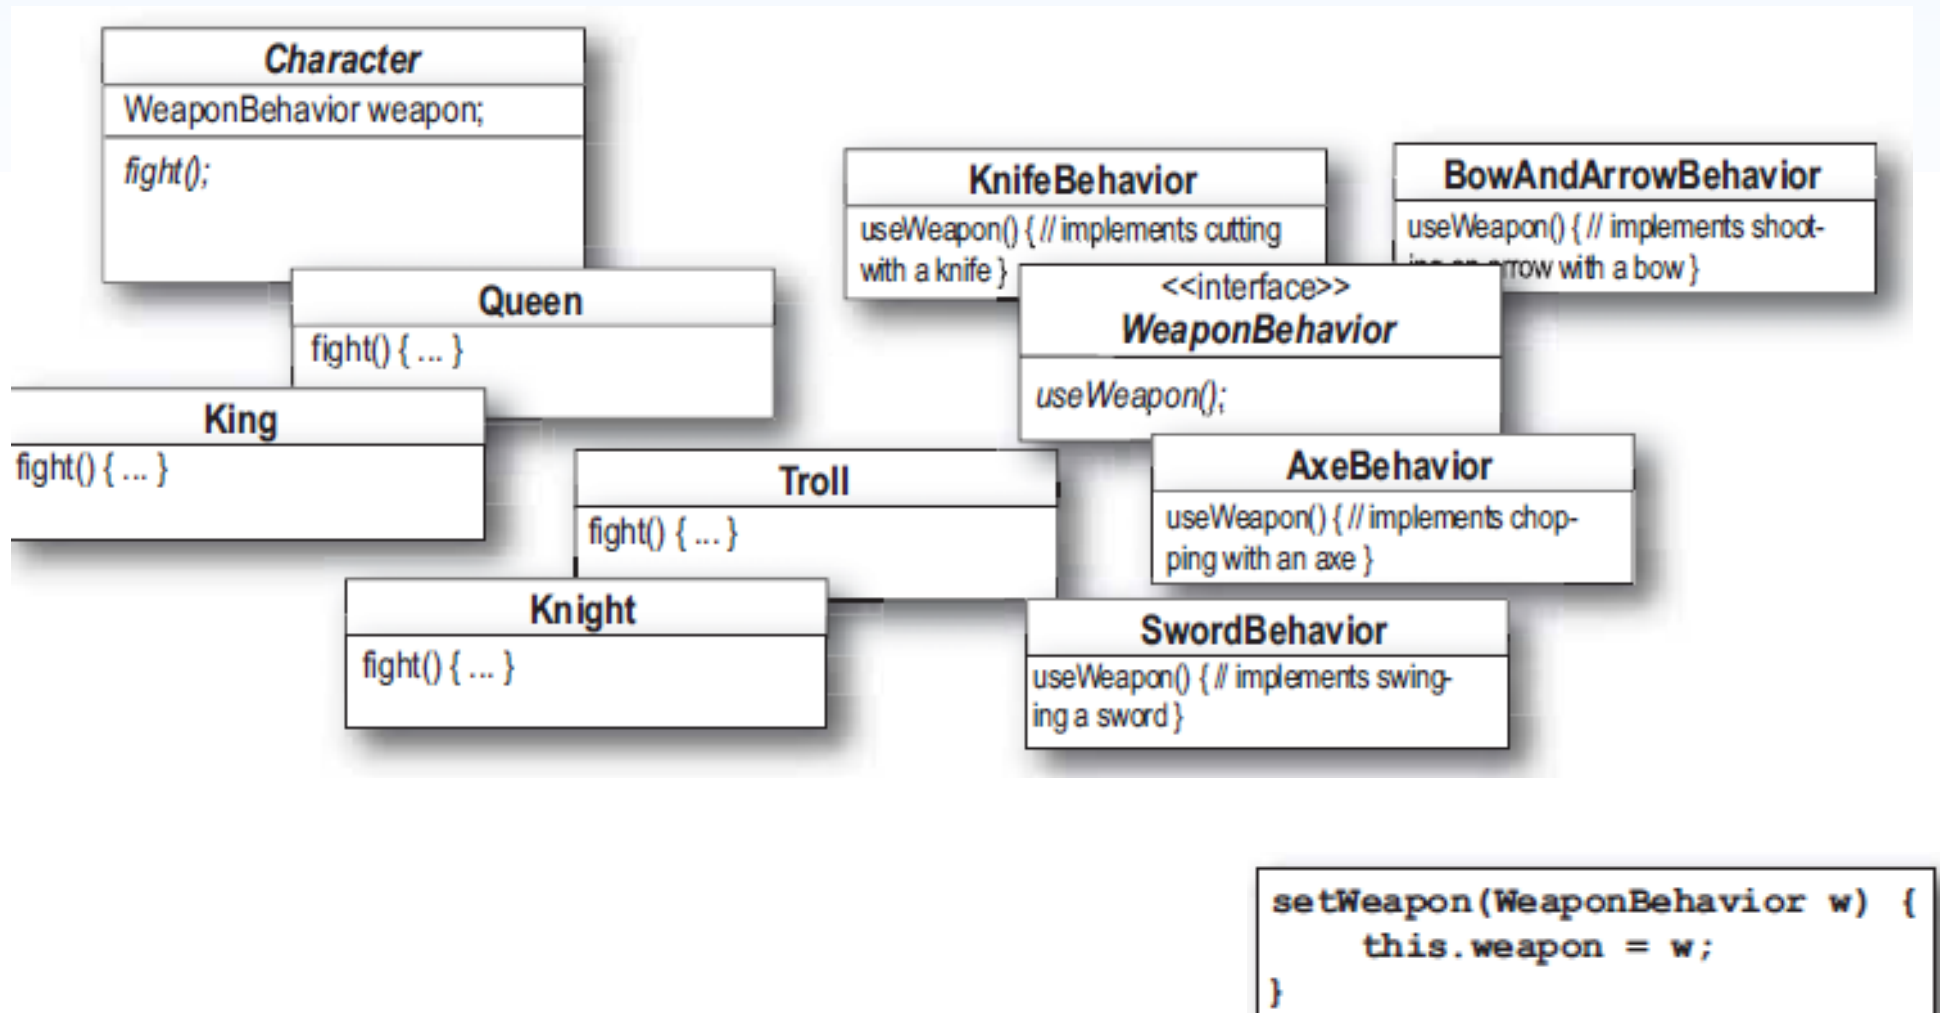 Character
WeaponBehavior weapon;
fight();
Queen
fight() { ... }
King
fight() { ... }
Troll
fight() { ... }
Knight
fight() { ... }
KnifeBehavior
useWeapon() { // implements cutting
with a knife }
BowAndArrowBehavior
useWeapon() { // implements shoot-
arrow with a bow }
<<interface>>
WeaponBehavior
useWeapon();
AxeBehavior
useWeapon() { // implements chop-
ping with an axe }
SwordBehavior
useWeapon() { // implements swing-
ing a sword }
setWeapon(WeaponBehavior w) {
this.weapon = w;
}